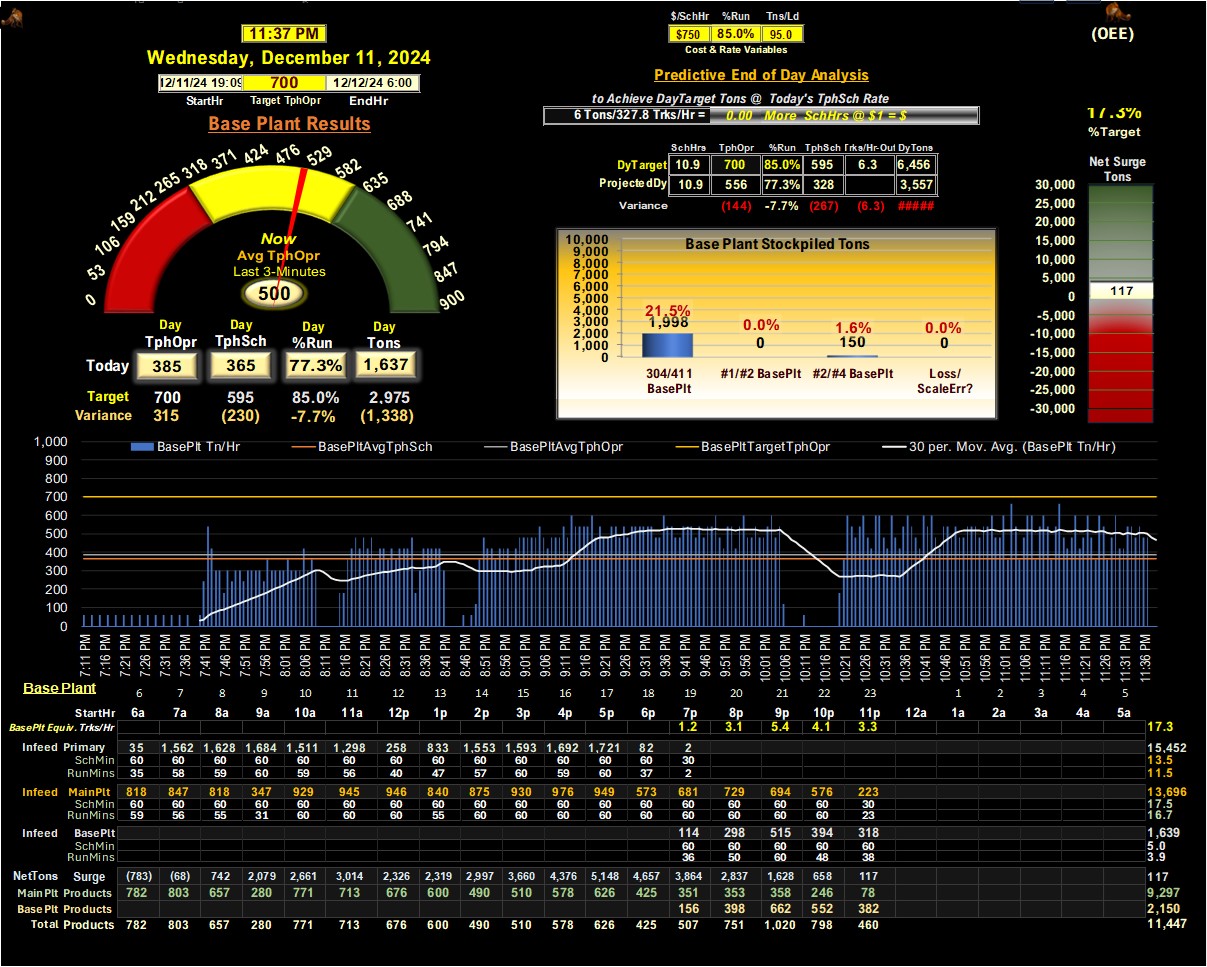 11:37 PM
Wednesday, December 11, 2024
12/11/24 19:09 700 12/12/24 6:00
StartHr Target TphOpr EndHr
Base Plant Results
0 53 106 159 212 265 318 371 424 476 529 582 635 688 741 794 847 900
Now
Avg TphOpr
Last 3-Minutes
500
Day Day Day Day
TphOpr TphSch %Run Tons
Today 385 365 77.3% 1,637
Target 700 595 85.0% 2,975
Variance 315 (230) -7.7% (1,338)
$/SchHr %Run Tns/Ld
$750 85.0% 95.0
Cost & Rate Variables
Predictive End of Day Analysis
to Achieve DayTarget Tons @ Today's TphSch Rate
6 Tons/327.8 Trks/Hr = 0.00 More SchHrs @ $1 = $
SchHrs TphOpr %Run TphSch Trks/Hr-Out DyTons
DyTarget 10.9 700 85.0% 595 6.3 6,456
ProjectedDy 10.9 556 77.3% 328 3,557
Variance (144) -7.7% (267) (6.3) #####
Base Plant Stockpiled Tons
10,000
9,000
8,000
7,000
6,000
5,000
4,000
3,000
2,000
1,000
0
21.5% 0.0% 1.6% 0.0%
1,998 0 150 0
304/411 #1/#2 BasePlt #2/#4 BasePlt Loss/
BasePlt ScaleErr?
(OEE)
17.3%
%Target
Net Surge
Tons
30,000
25,000
20,000
15,000
10,000
5,000
0
-5,000
-10,000
-15,000
-20,000
-25,000
-30,000
117
BasePlt Tn/Hr BasePltAvgTphSch BasePltAvgTphOpr BasePltTargetTphOpr 30 per. Mov. Avg. (BasePlt Tn/Hr)
1,000
900
800
700
600
500
400
300
200
100
0
7:11 PM 7:16 PM 7:21 PM 7:26 PM 7:31 PM 7:36 PM 7:41 PM 7:46 PM 7:51 PM 7:56 PM 8:01 PM 8:06 PM 8:11 PM 8:16 PM 8:21 PM 8:26 PM 8:31 PM 8:36 PM 8:41 PM 8:46 PM 8:51 PM 8:56 PM 9:01 PM 9:06 PM 9:11 PM 9:16 PM 9:21 PM 9:26 PM 9:31 PM 9:36 PM 9:41 PM 9:46 PM 9:51 PM 9:56 PM 10:01 PM 10:06 PM 10:11 PM 10:16 PM 10:21 PM 10:26 PM 10:31 PM 10:36 PM 10:41 PM 10:46 PM 10:51 PM 10:56 PM 11:01 PM 11:06 PM 11:11 PM 11:16 PM 11:21 PM 11:26 PM 11:31 PM 11:36 PM
Base Plant 6 7 8 9 10 11 12 13 14 15 16 17 18 19 20 21 22 23 1 2 3 4 5
StartHr 6a 7a 8a 9a 10a 11a 12p 1p 2p 3p 4p 5p 6p 7p 8p 9p 10p 11p 12a 1a 2a 3a 4a 5a
BasePlt Equiv. Trks/Hr 1.2 3.1 5.4 4.1 3.3 17.3
Infeed Primary 35 1,562 1,628 1,684 1,511 1,298 258 833 1,553 1,593 1,692 1,721 82 2 15,452
SchMin 60 60 60 60 60 60 60 60 60 60 60 60 60 30 13.5
RunMins 35 58 59 60 59 56 40 47 57 60 59 60 37 2 11.5
Infeed MainPlt 818 847 818 347 929 945 946 840 875 930 976 949 573 681 729 694 576 223 13,696
SchMin 60 60 60 60 60 60 60 60 60 60 60 60 60 60 60 60 60 30 17.5
RunMins 59 56 55 31 60 60 60 55 60 60 60 60 60 60 60 60 60 23 16.7
Infeed BasePlt 114 298 515 394 318 1,639
SchMin 60 60 60 60 60 5.0
RunMins 36 50 60 48 38 3.9
NetTons Surge (783) (68) 742 2,079 2,661 3,014 2,326 2,319 2,997 3,660 4,376 5,148 4,657 3,864 2,837 1,628 658 117 117
MainPlt Products 782 803 657 280 771 713 676 600 490 510 578 626 425 351 353 358 246 78 9,297
BasePlt Products 156 398 662 552 382 2,150
Total Products 782 803 657 280 771 713 676 600 490 510 578 626 425 507 751 1,020 798 460 11,447